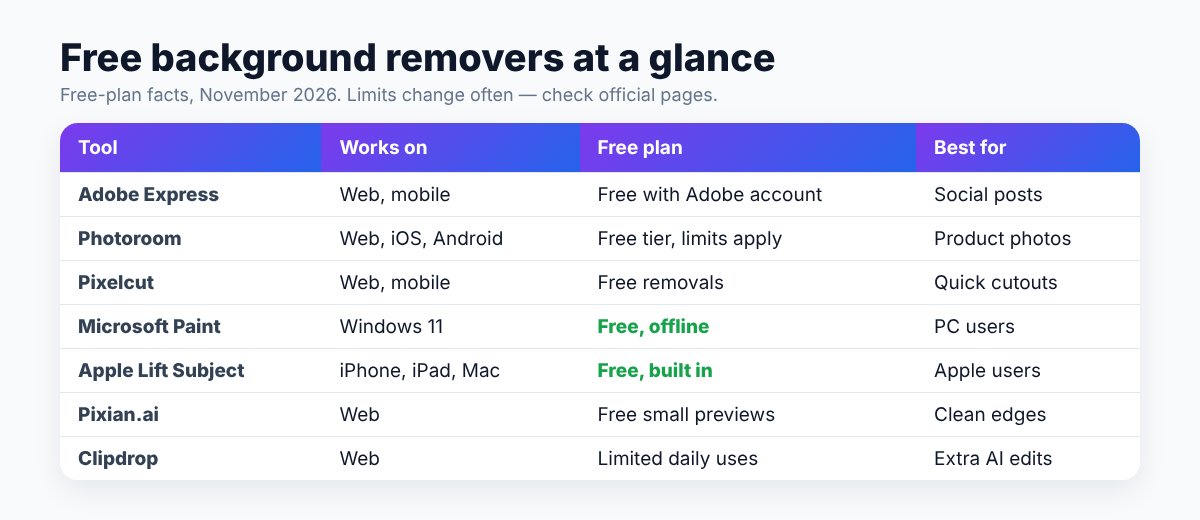 Free background removers at a glance
Free-plan facts, November 2026. Limits change often — check official pages.
Tool Works on Free plan Best for
Adobe Express Web, mobile Free with Adobe account Social posts
Photoroom Web, iOS, Android Free tier, limits apply Product photos
Pixelcut Web, mobile Free removals Quick cutouts
Microsoft Paint Windows 11 Free, offline PC users
Apple Lift Subject iPhone, iPad, Mac Free, built in Apple users
Pixian.ai Web Free small previews Clean edges
Clipdrop Web Limited daily uses Extra AI edits